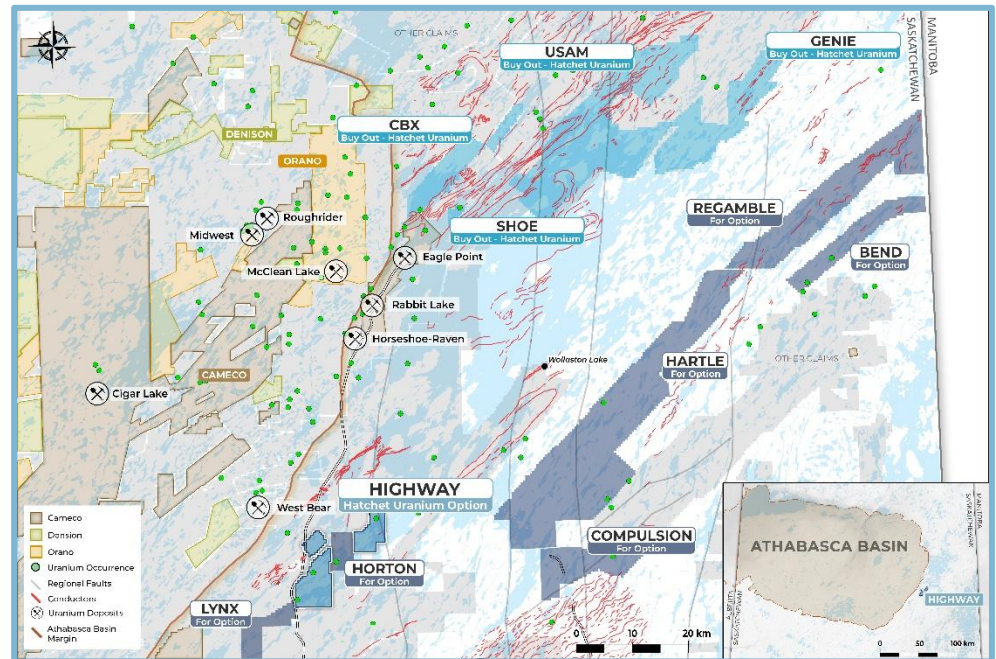 OTHER CLAIMS
USAM
Buy Out - Hatchet Uranium
GENIE
Buy Out - Hatchet Uranium
MANITOBA
SASKATCHEWAN
DENISON
CBX
Buy Out - Hatchet Uranium
ORANO
REGAMBLE
For Option
Roughrider
Midwest
SHOE
Buy Out - Hatchet Uranium
BEND
For Option
Eagle Point
McClean Lake
Rabbit Lake
Horseshoe-Raven
Wollaston Lake
HARTLE
For Option
OTHER CLAIMS
CAMECO
Cigar Lake
HIGHWAY
Hatchet Uranium Option
West Bear
COMPULSION
For Option
HORTON
For Option
LYNX
For Option
0 10 20 km
Cameco
Denison
Orano
Uranium Occurrence
Regional Faults
Conductors
Uranium Deposits
Athabasca Basin
Margin
ATHABASCA BASIN
MANITOBA
SASKATCHEWAN
ALBERTA
SASKATCHEWAN
HIGHWAY
0 50 100 km